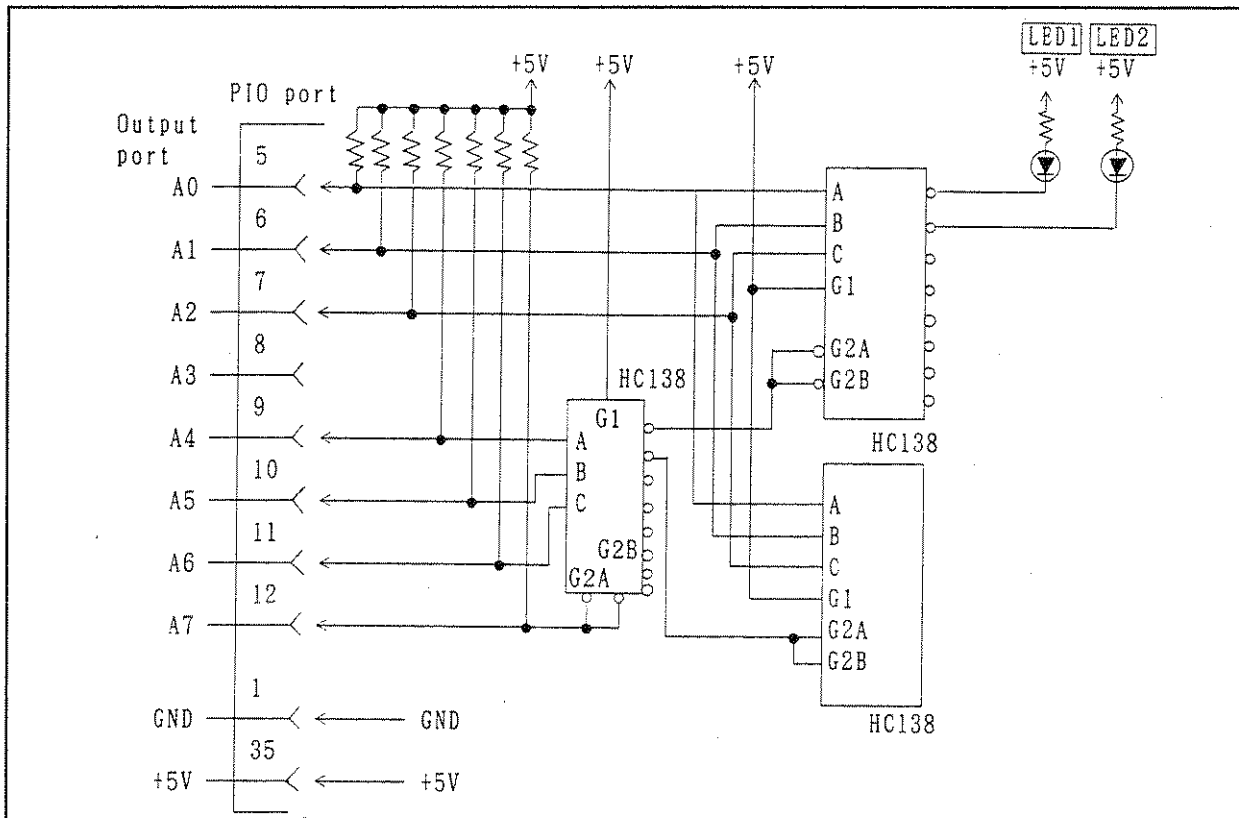 LED1 LED2
+5V +5V +5V +5V +5V
PIO port
Output
port
5
A0
6
A1
7
A2
8
A3
9
A4
10
A5
11
A6
12
A7
1
GND GND
35
+5V +5V
HC138
G1
A
B
C
G2B
G2A
A
B
C
G1
G2A
G2B
HC138
A
B
C
G1
G2A
G2B
HC138